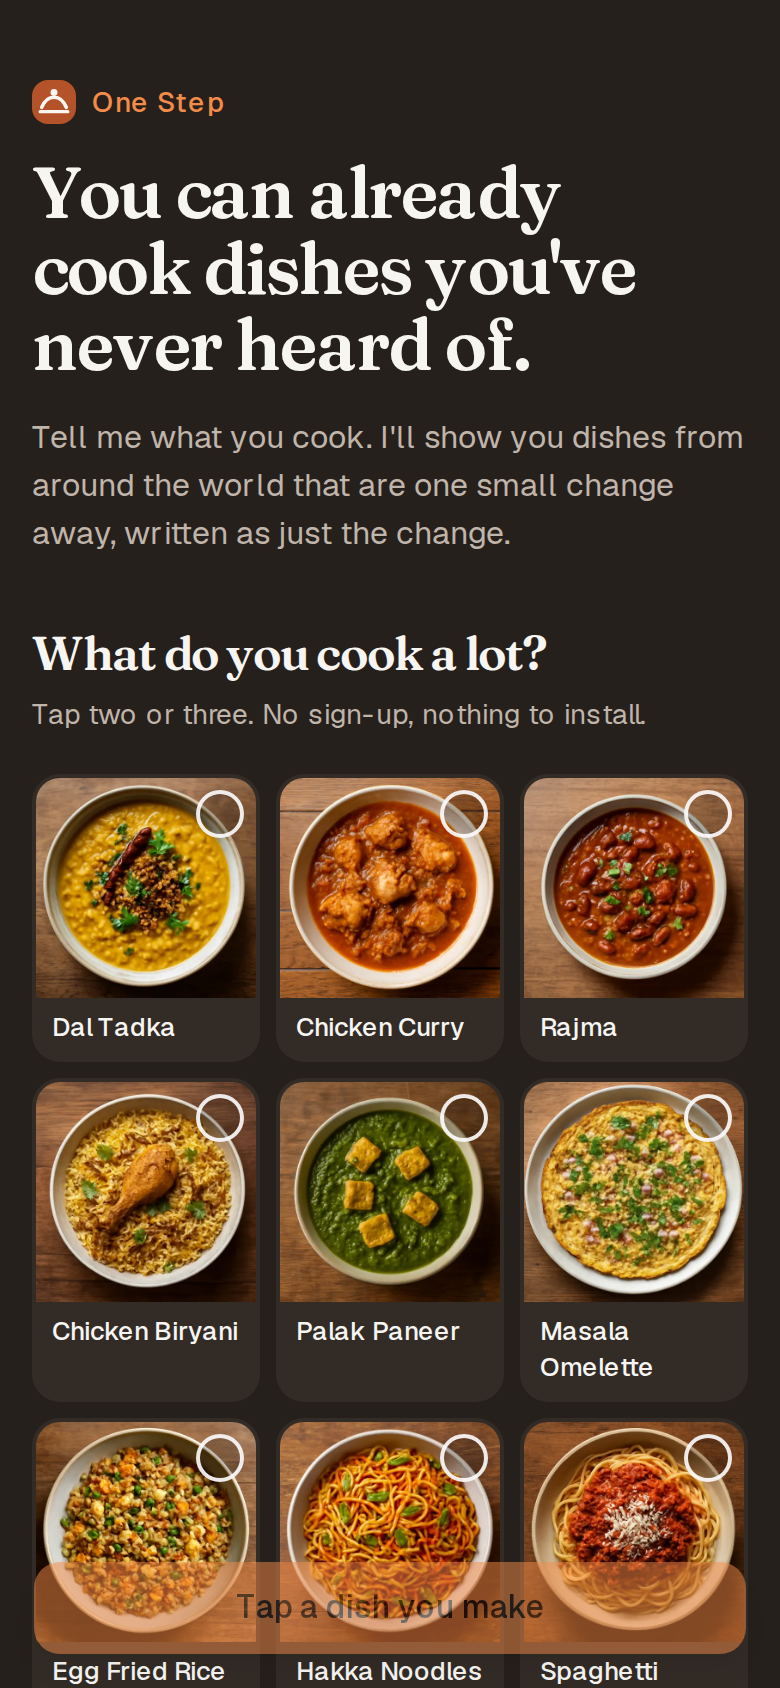 One Step
You can already
cook dishes you've
never heard of.
Tell me what you cook. I'll show you dishes from
around the world that are one small change
away, written as just the change.
What do you cook a lot?
Tap two or three. No sign-up, nothing to install.
Dal Tadka
Chicken Curry
Rajma
Chicken Biryani
Palak Paneer
Masala
Omelette
Tap a dish you make
Egg Fried Rice
Hakka Noodles
Spaghetti